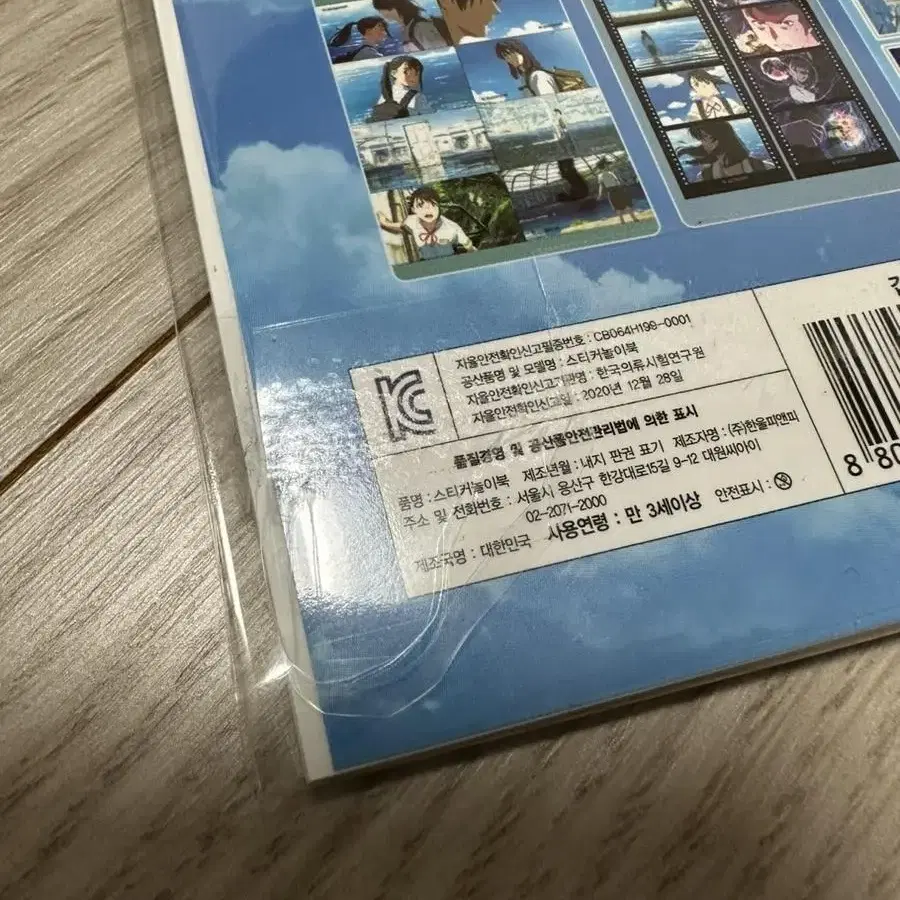 자율안전확인신고필증번호 : CB064H199-0001
공산품명 및 모델명 : 스티커놀이북
자율안전확인신고기관명 : 한국의류시험연구원
자율안전확인신고일 : 2020년 12월 28일
품질경영 및 공산품안전관리법에 의한 표시
품명 : 스티커놀이북 제조년월 : 내지 판권 표기 제조자명 : (주)한울피앤피
주소 및 전화번호 : 서울시 용산구 한강대로15길 9-12 대원씨아이
02-2071-2000 안전표시 :
제조국명 : 대한민국 사용연령 : 만 3세이상
8 80